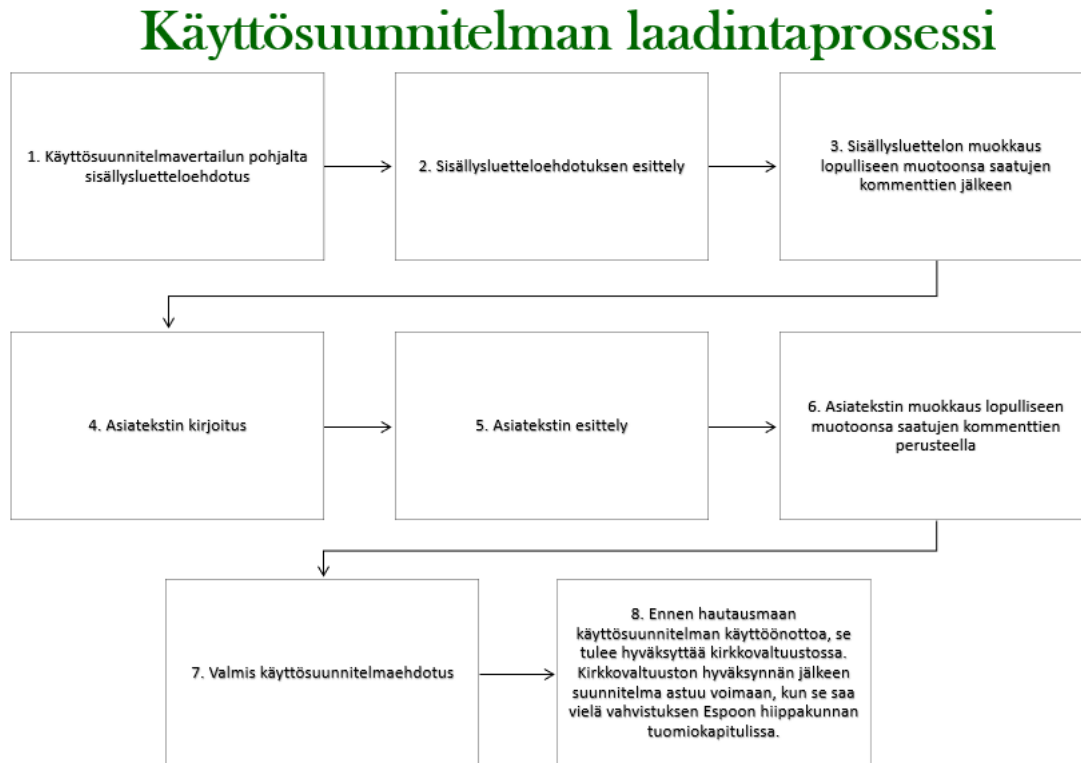 Käyttösuunnitelman laadintaprosessi
1. Käyttösuunnitelmavertailun pohjalta
sisällysluetteloehdotus
2. Sisällysluetteloehdotuksen esittely
3. Sisällysluettelon muokkaus
lopulliseen muotoonsa saatujen
kommenttien jälkeen
4. Asiatekstin kirjoitus
5. Asiatekstin esittely
6. Asiatekstin muokkaus lopulliseen
muotoonsa saatujen kommenttien
perusteella
7. Valmis käyttösuunnitelmaehdotus
8. Ennen hautausmaan
käyttösuunnitelman käyttöönottoa, se
tulee hyväksyttää kirkkovaltuustossa.
Kirkkovaltuuston hyväksynnän jälkeen
suunnitelma astuu voimaan, kun se saa
vielä vahvistuksen Espoon hiippakunnan
tuomiokapitulissa.